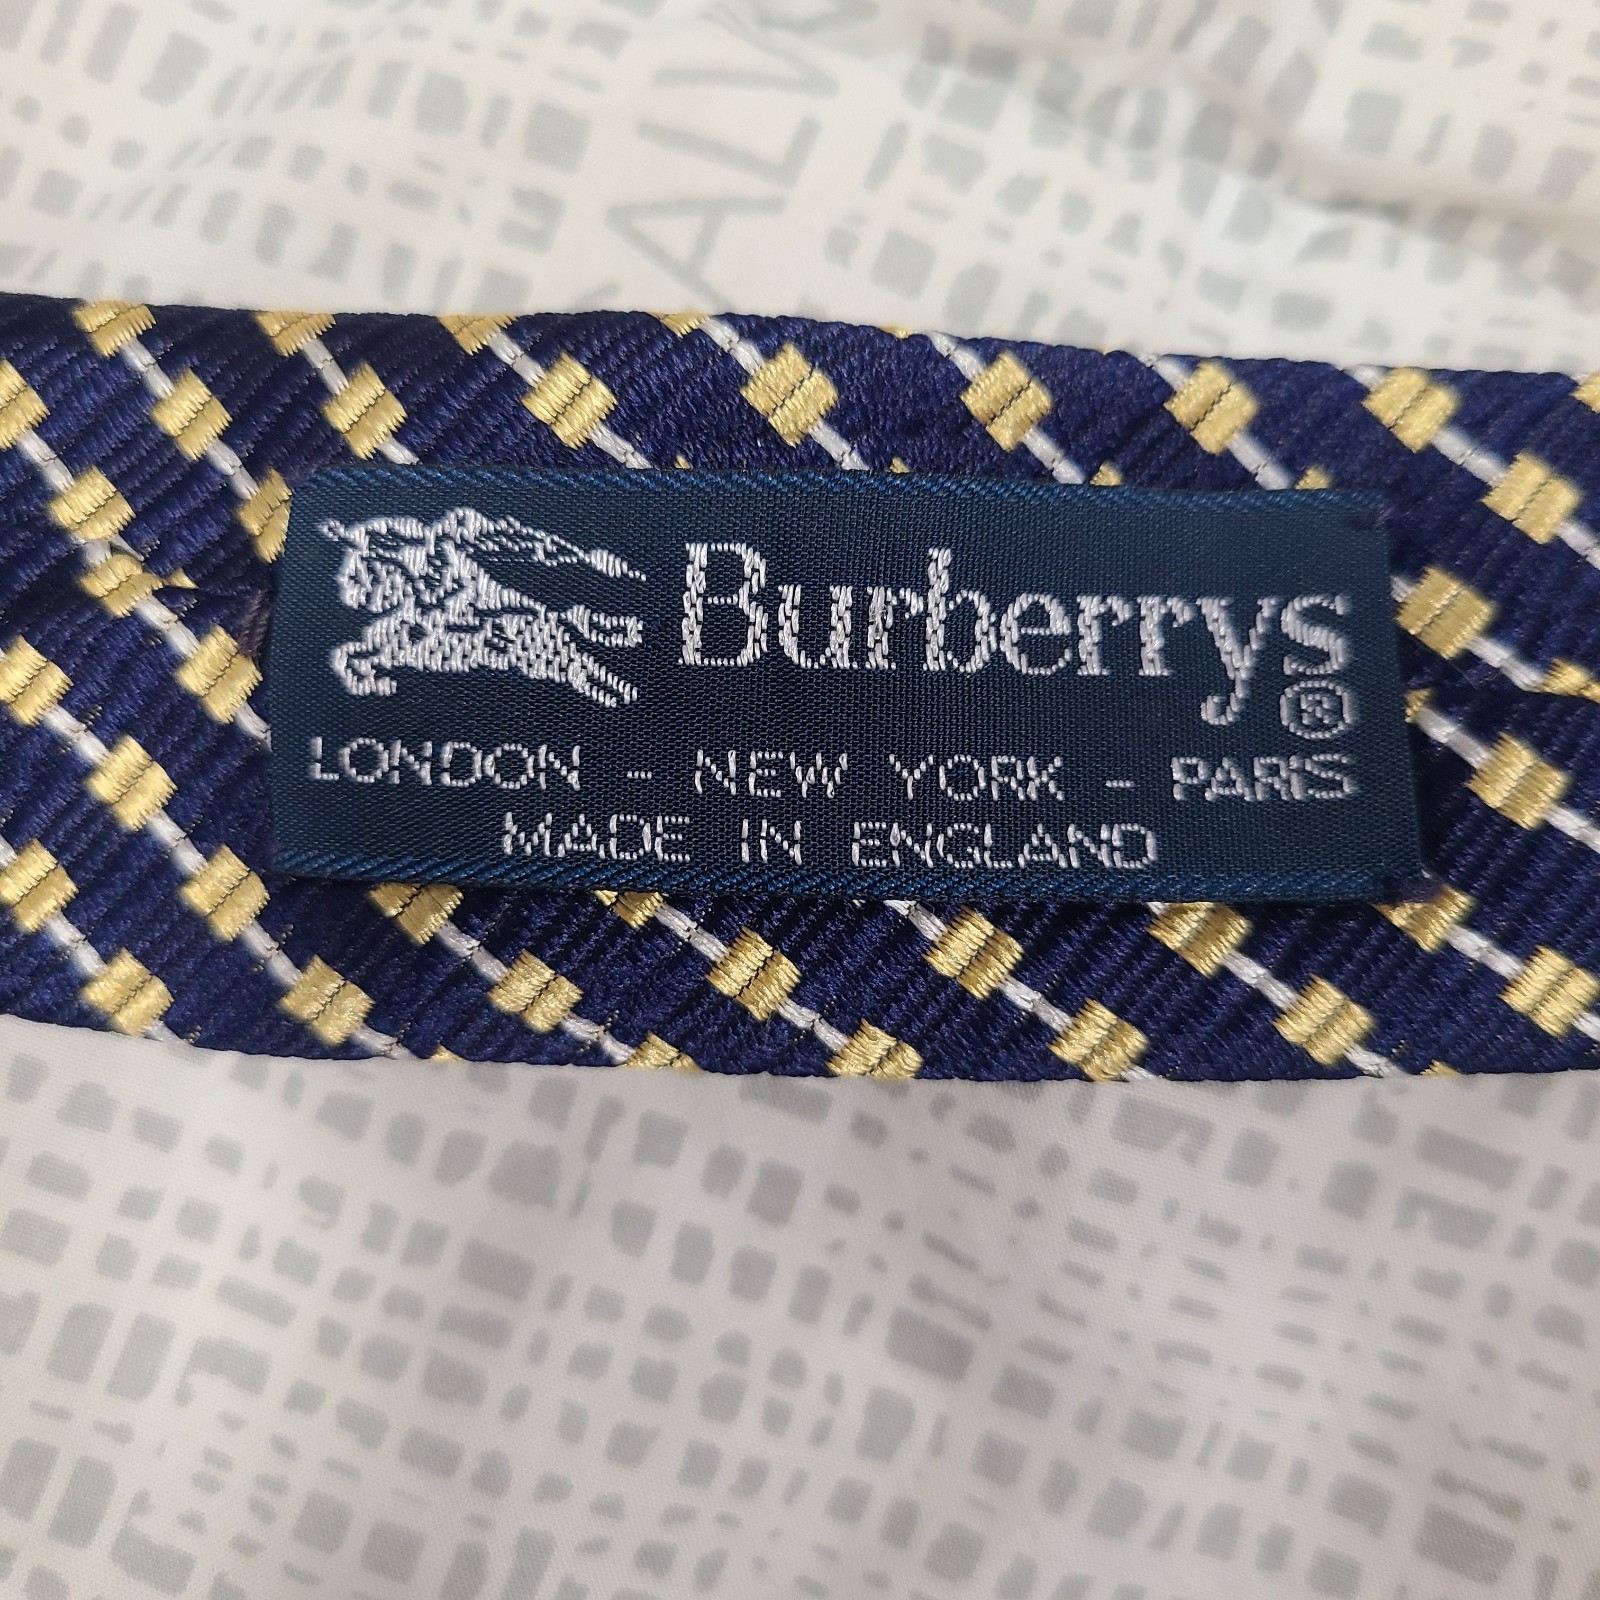 Burberrys®
LONDON - NEW YORK - PARIS
MADE IN ENGLAND